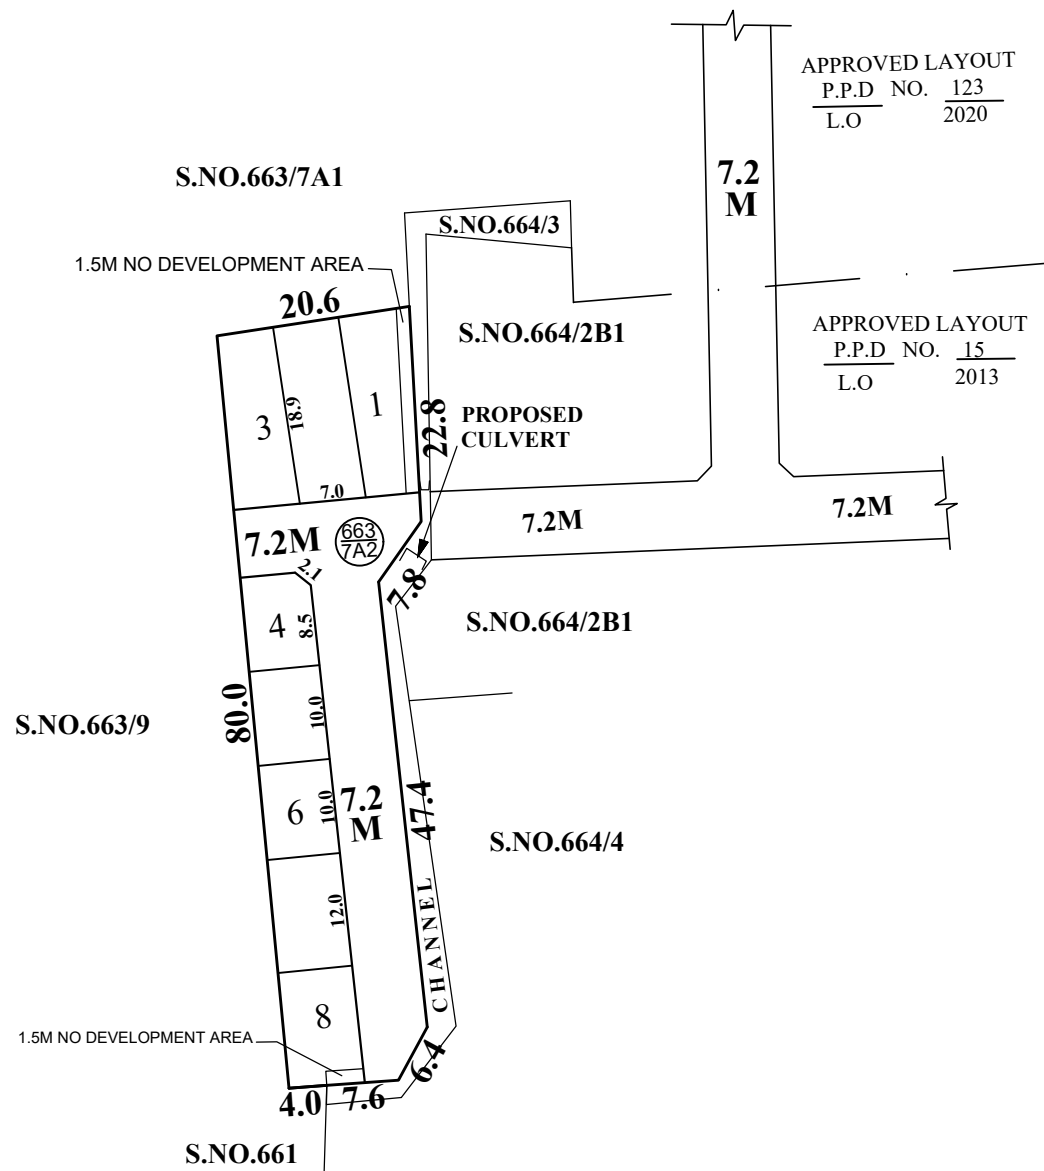 APPROVED LAYOUT
P.P.D NO. 123
L.O 2020
7.2
M
S.NO.663/7A1
S.NO.664/3
1.5M NO DEVELOPMENT AREA
20.6
S.NO.664/2B1
APPROVED LAYOUT
P.P.D NO. 15
L.O 2013
3
18.9
1
22.8
PROPOSED
CULVERT
7.0
7.2M
663
7A2
7.2M
7.2M
2.1
7.8
4
8.5
S.NO.664/2B1
80.0
10.0
S.NO.663/9
6
10.0
7.2
M
47.4
S.NO.664/4
12.0
CHANNEL
8
1.5M NO DEVELOPMENT AREA
6.4
4.0
7.6
S.NO.661